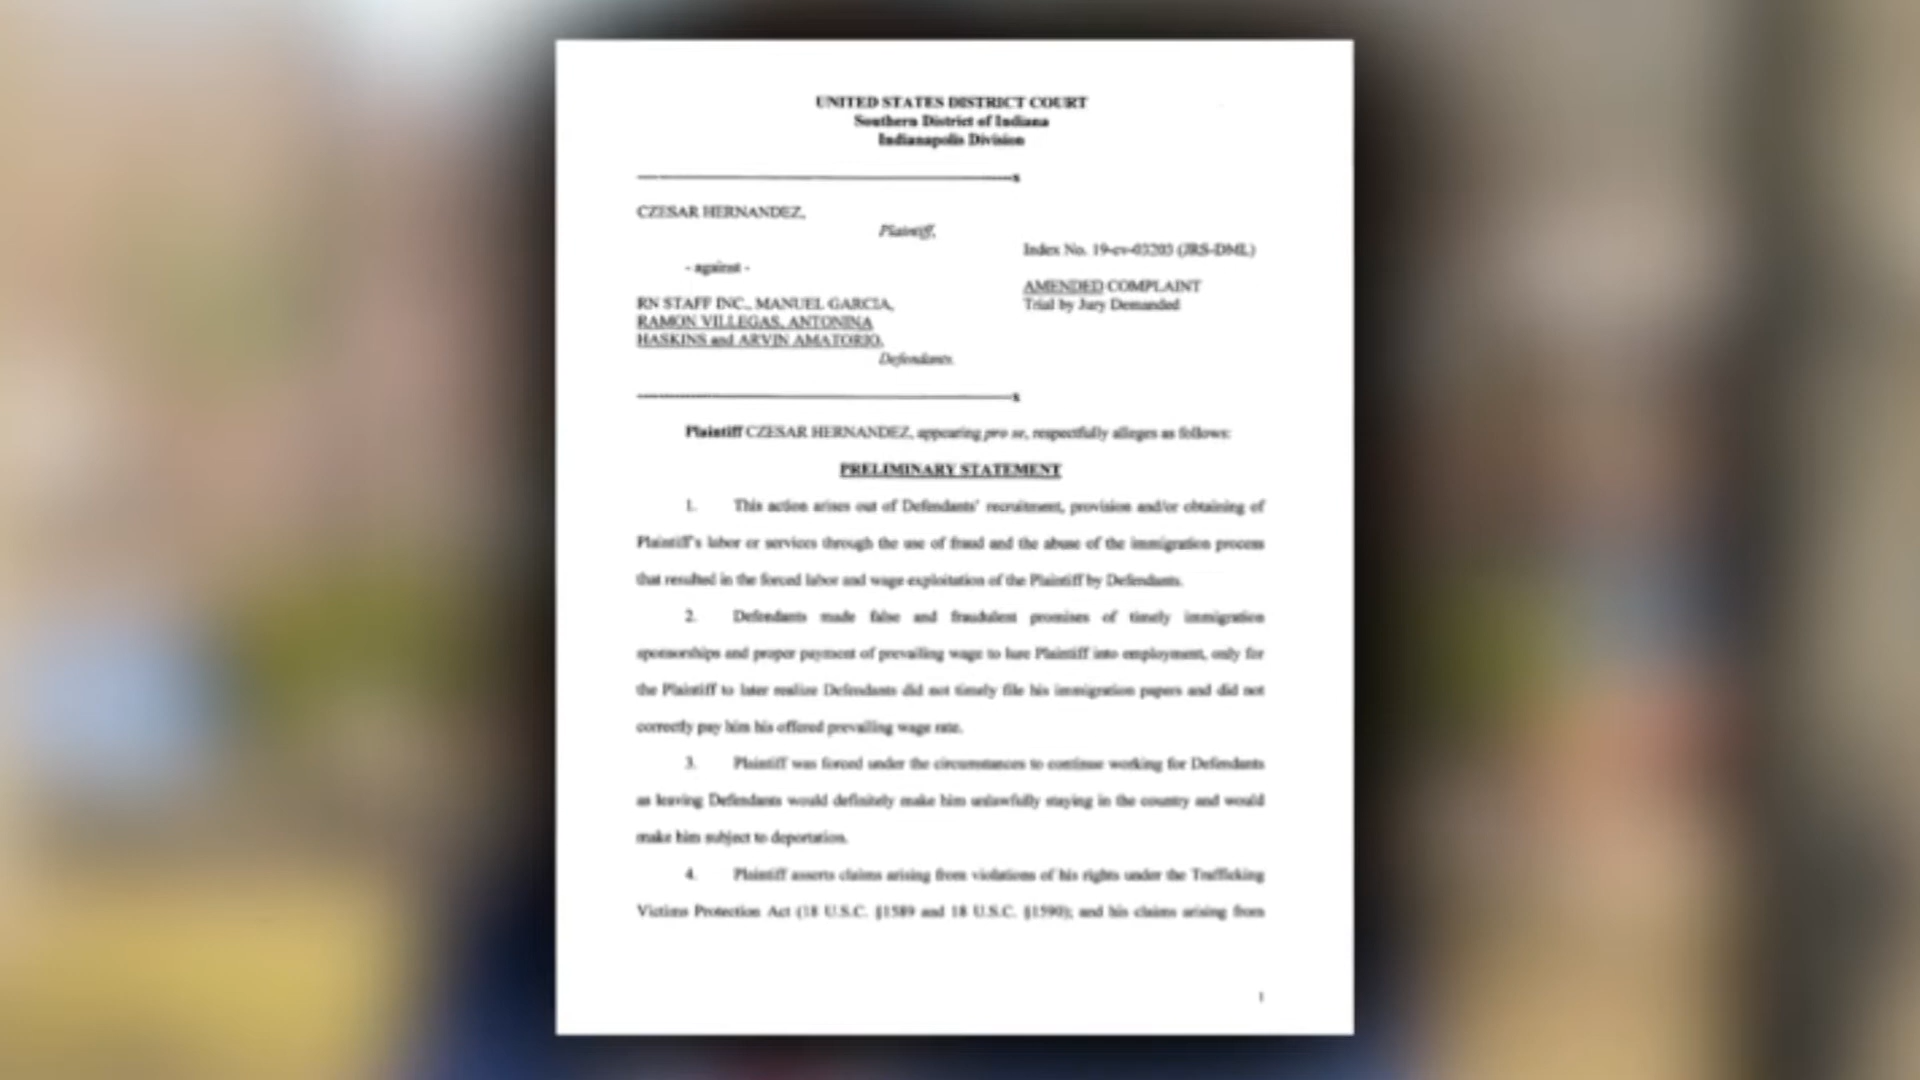 UNITED STATES DISTRICT COURT
Southern District of Indiana
Indianapolis Division
x
CZESAR HERNANDEZ,
Plaintiff,
Index No. 19-cv-03203 (JRS-DML)
- against -
AMENDED COMPLAINT
RN STAFF INC., MANUEL GARCIA,
Trial by Jury Demanded
RAMON VILLEGAS, ANTONINA
HASKINS and ARVIN AMATORIO,
Defendants.
x
Plaintiff CZESAR HERNANDEZ, appearing pro se, respectfully alleges as follows:
PRELIMINARY STATEMENT
1. This action arises out of Defendants' recruitment, provision and/or obtaining of
Plaintiff's labor or services through the use of fraud and the abuse of the immigration process
that resulted in the forced labor and wage exploitation of the Plaintiff by Defendants.
2. Defendants made false and fraudulent promises of timely immigration
sponsorships and proper payment of prevailing wage to lure Plaintiff into employment, only for
the Plaintiff to later realize Defendants did not timely file his immigration papers and did not
correctly pay him his offered prevailing wage rate.
3. Plaintiff was forced under the circumstances to continue working for Defendants
as leaving Defendants would definitely make him unlawfully staying in the country and would
make him subject to deportation.
4. Plaintiff asserts claims arising from violations of his rights under the Trafficking
Victims Protection Act (18 U.S.C. §1589 and 18 U.S.C. §1590); and his claims arising from
1